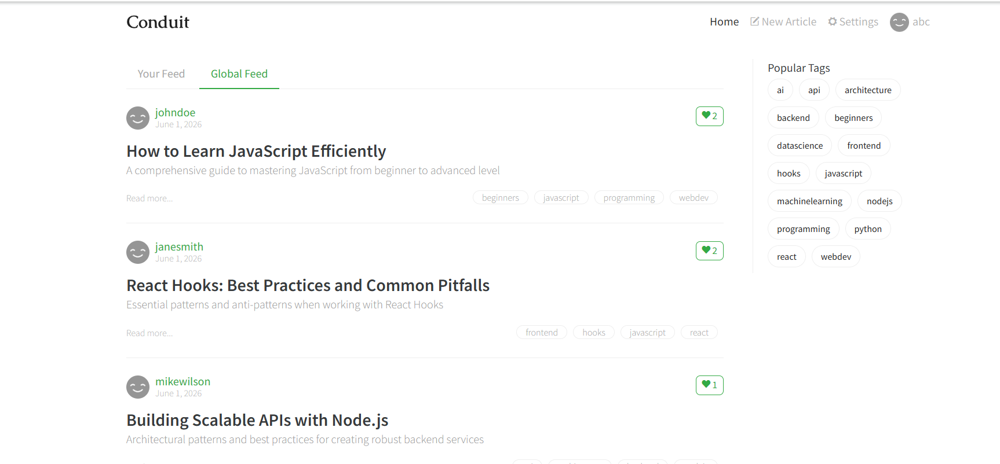 Conduit
Home New Article Settings abc
Your Feed Global Feed
johndoe
June 1, 2026
2
How to Learn JavaScript Efficiently
A comprehensive guide to mastering JavaScript from beginner to advanced level
Read more...
beginners javascript programming webdev
janesmith
June 1, 2026
2
React Hooks: Best Practices and Common Pitfalls
Essential patterns and anti-patterns when working with React Hooks
Read more...
frontend hooks javascript react
mikewilson
June 1, 2026
1
Building Scalable APIs with Node.js
Architectural patterns and best practices for creating robust backend services
Popular Tags
ai api architecture
backend beginners
datascience frontend
hooks javascript
machinelearning nodejs
programming python
react webdev